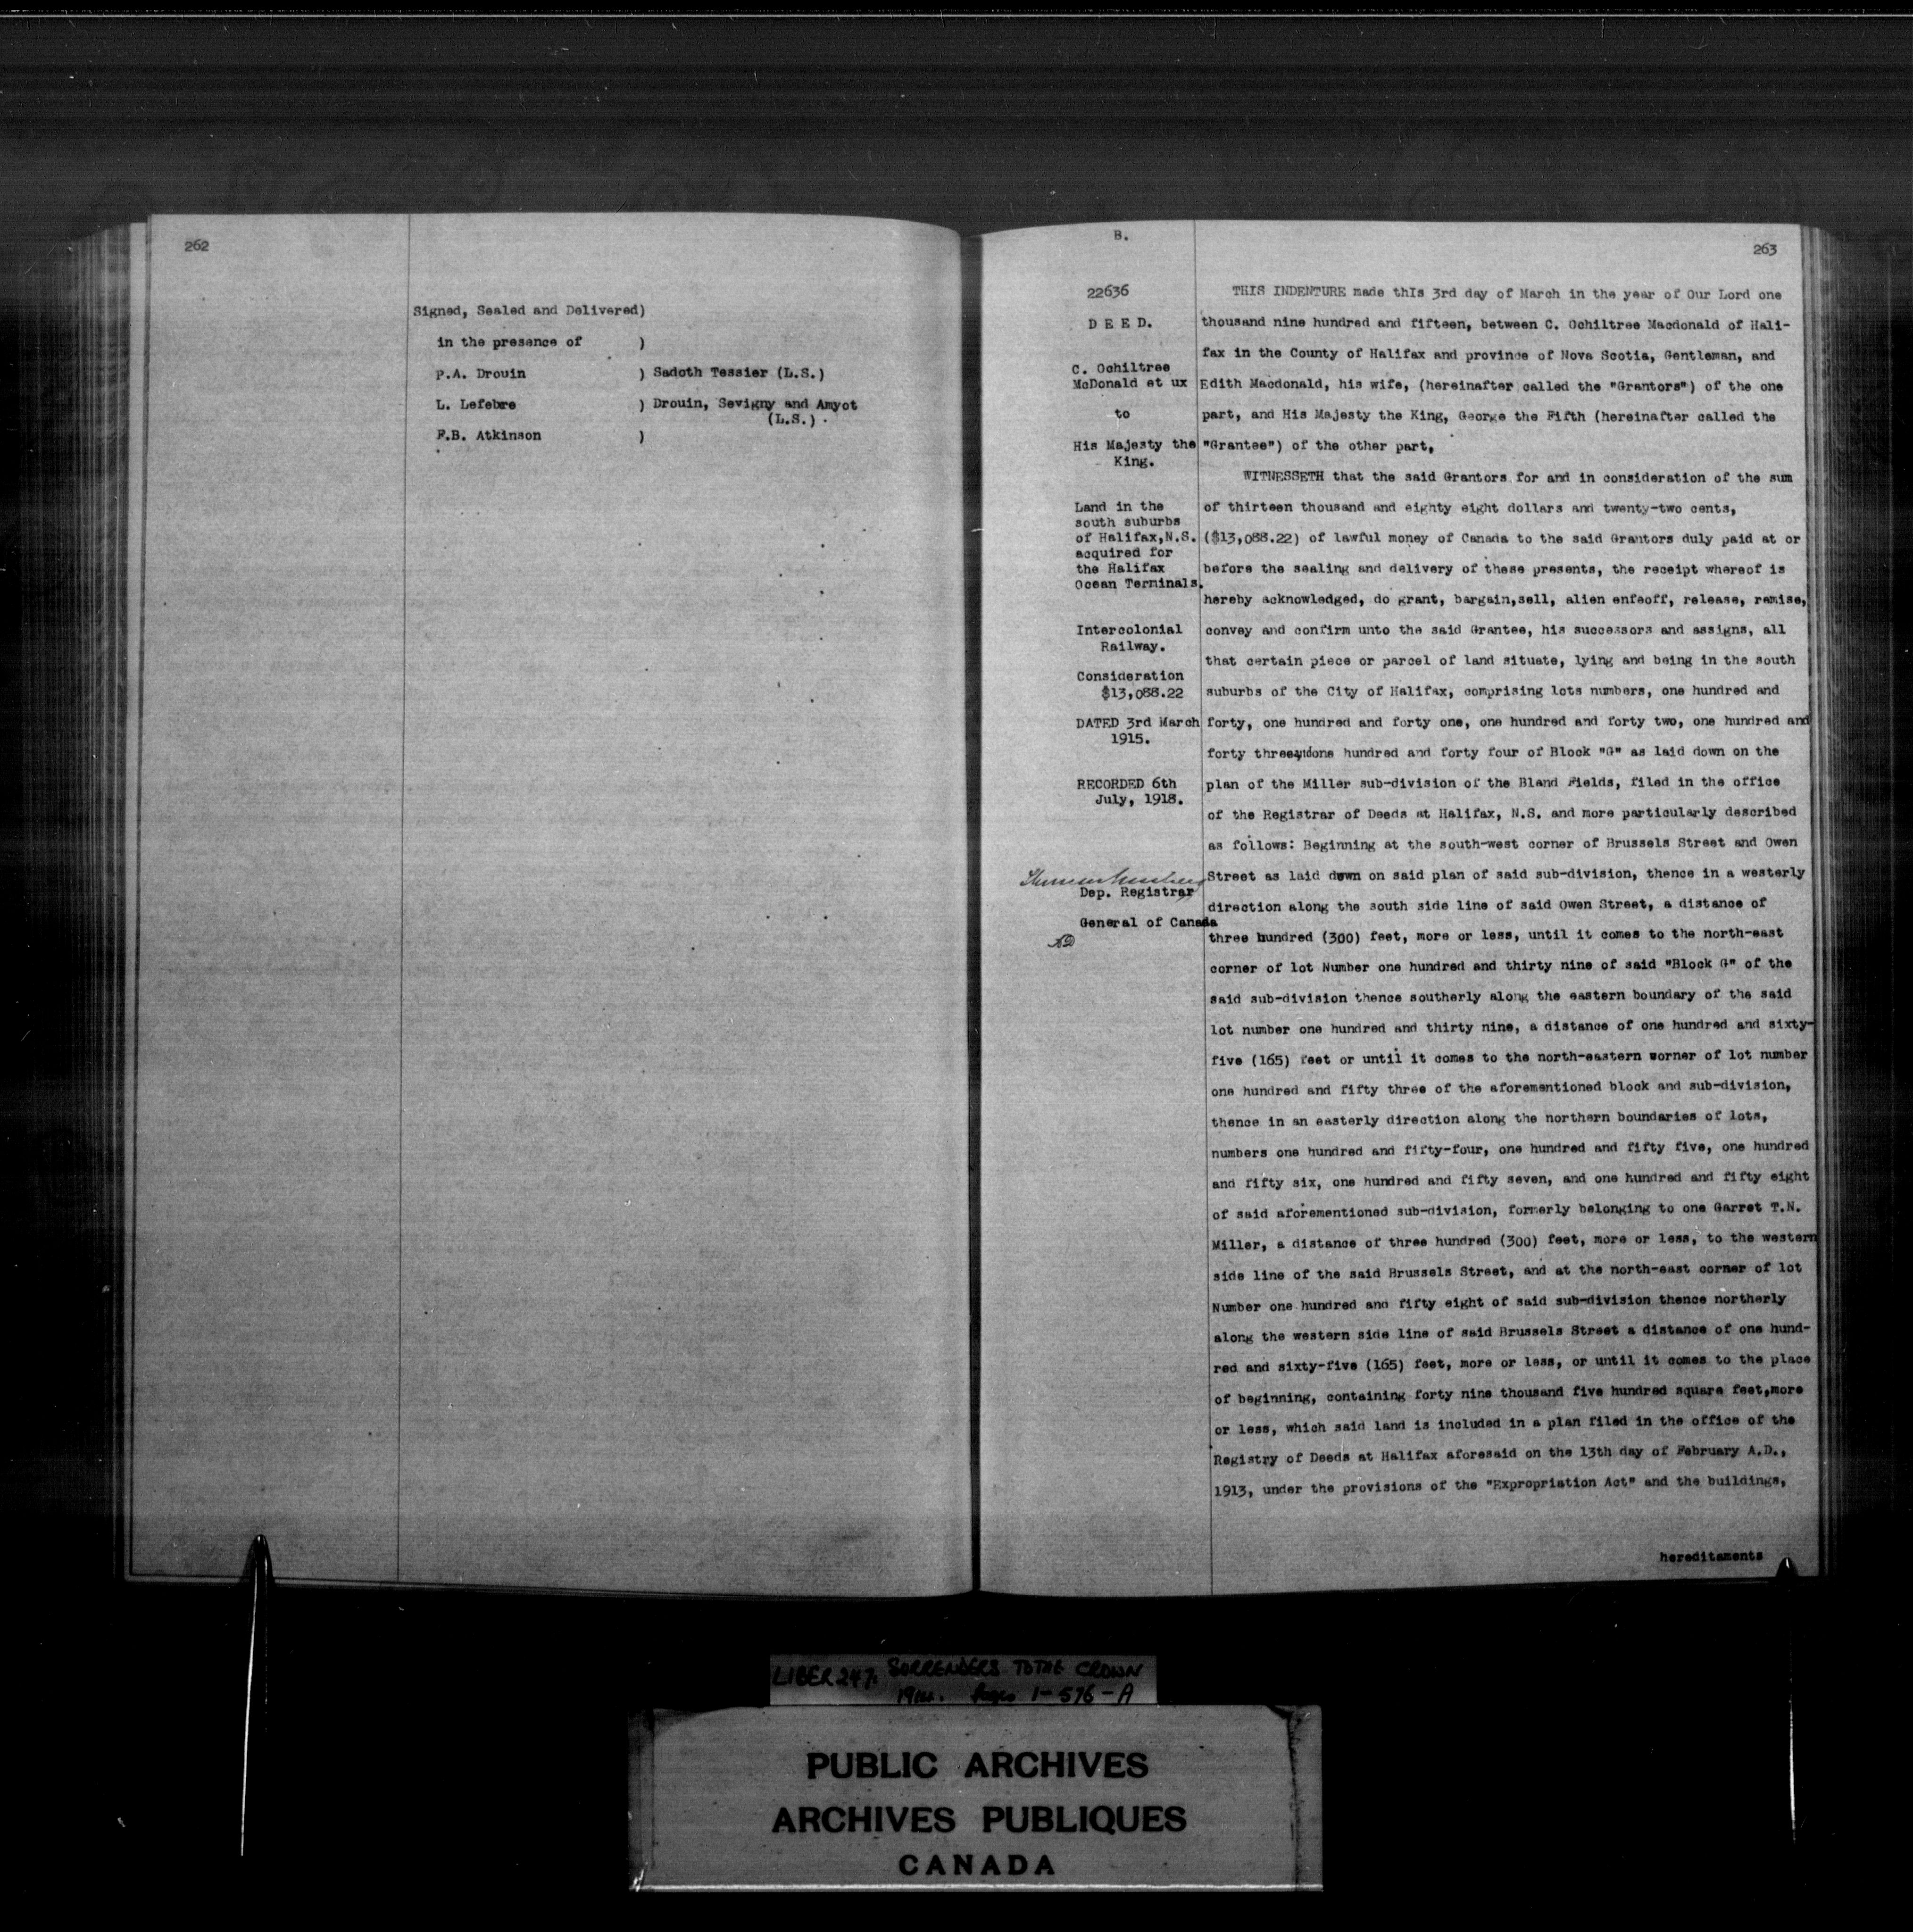 262
Signed, Sealed and Delivered)
in the presence of )
P.A. Drouin ) Sadoth Tessier (L.S.)
L. Lefebre ) Drouin, Sevigny and Amyot
(L.S.)
F.B. Atkinson )
B.
263
22636
D E E D.
C. Ochiltree
McDonald et ux
to
His Majesty the
King.
Land in the
south suburbs
of Halifax,N.S.
acquired for
the Halifax
Ocean Terminals.
Intercolonial
Railway.
Consideration
$13,088.22
DATED 3rd March
1915.
RECORDED 6th
July, 1918.
Dep. Registrar
General of Canada
THIS INDENTURE made thIs 3rd day of March in the year of Our Lord one
thousand nine hundred and fifteen, between C. Ochiltree Macdonald of Hali-
fax in the County of Halifax and province of Nova Scotia, Gentleman, and
Edith Macdonald, his wife, (hereinafter called the "Grantors") of the one
part, and His Majesty the King, George the Fifth (hereinafter called the
"Grantee") of the other part,
WITNESSETH that the said Grantors for and in consideration of the sum
of thirteen thousand and eighty eight dollars and twenty-two cents,
($13,088.22) of lawful money of Canada to the said Grantors duly paid at or
before the sealing and delivery of these presents, the receipt whereof is
hereby acknowledged, do grant, bargain,sell, alien enfeoff, release, remise,
convey and confirm unto the said Grantee, his successors and assigns, all
that certain piece or parcel of land situate, lying and being in the south
suburbs of the City of Halifax, comprising lots numbers, one hundred and
forty, one hundred and forty one, one hundred and forty two, one hundred and
forty three and one hundred and forty four of Block "G" as laid down on the
plan of the Miller sub-division of the Bland Fields, filed in the office
of the Registrar of Deeds at Halifax, N.S. and more particularly described
as follows: Beginning at the south-west corner of Brussels Street and Owen
Street as laid down on said plan of said sub-division, thence in a westerly
direction along the south side line of said Owen Street, a distance of
three hundred (300) feet, more or less, until it comes to the north-east
corner of lot Number one hundred and thirty nine of said "Block G" of the
said sub-division thence southerly along the eastern boundary of the said
lot number one hundred and thirty nine, a distance of one hundred and sixty-
five (165) feet or until it comes to the north-eastern worner of lot number
one hundred and fifty three of the aforementioned block and sub-division,
thence in an easterly direction along the northern boundaries of lots,
numbers one hundred and fifty-four, one hundred and fifty five, one hundred
and fifty six, one hundred and fifty seven, and one hundred and fifty eight
of said aforementioned sub-division, formerly belonging to one Garret T.N.
Miller, a distance of three hundred (300) feet, more or less, to the western
side line of the said Brussels Street, and at the north-east corner of lot
Number one hundred and fifty eight of said sub-division thence northerly
along the western side line of said Brussels Street a distance of one hund-
red and sixty-five (165) feet, more or less, or until it comes to the place
of beginning, containing forty nine thousand five hundred square feet,more
or less, which said land is included in a plan filed in the office of the
Registry of Deeds at Halifax aforesaid on the 13th day of February A.D.,
1913, under the provisions of the "Expropriation Act" and the buildings,
hereditaments
LIBER 247. SURRENDERS TO THE CROWN
Pages 1-576-A
PUBLIC ARCHIVES
ARCHIVES PUBLIQUES
CANADA